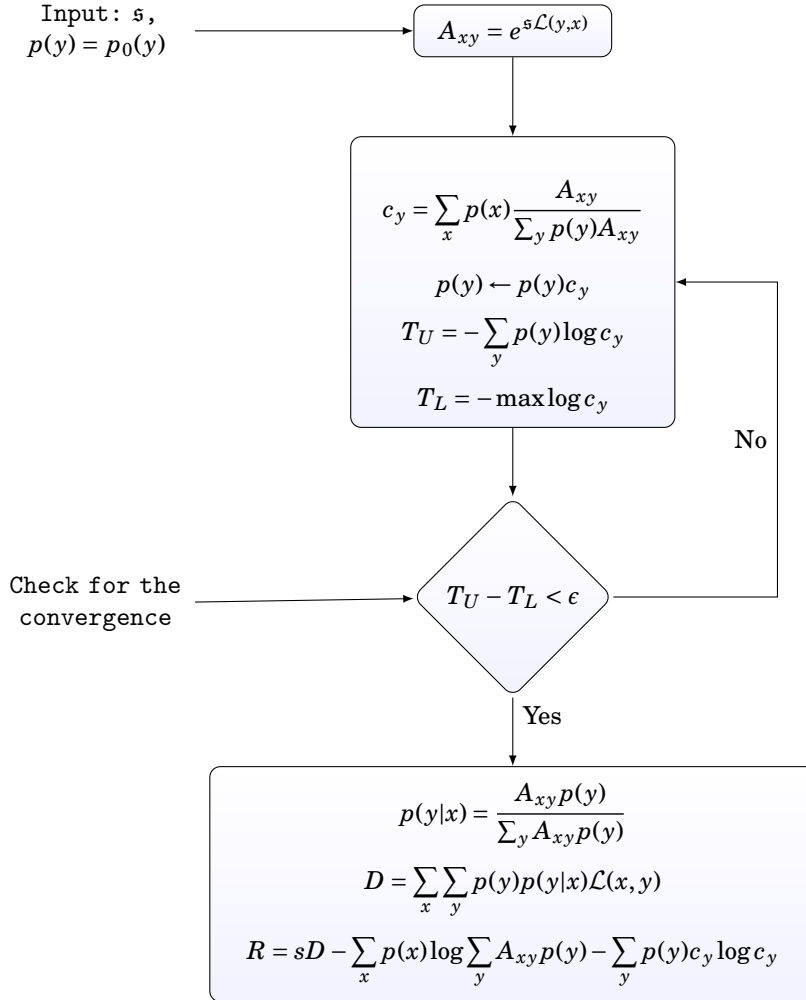 Input: 𝔰,
p(y) = p₀(y)
A_{xy} = e^{𝔰ℒ(y,x)}
c_y = ∑_x p(x) \frac{A_{xy}}{∑_y p(y)A_{xy}}
p(y) ← p(y)c_y
T_U = −∑_y p(y) log c_y
T_L = −max log c_y
No
Check for the
convergence
T_U − T_L < ϵ
Yes
p(y|x) = \frac{A_{xy}p(y)}{∑_y A_{xy}p(y)}
D = ∑_x ∑_y p(y)p(y|x)ℒ(x, y)
R = sD − ∑_x p(x) log ∑_y A_{xy}p(y) − ∑_y p(y)c_y log c_y